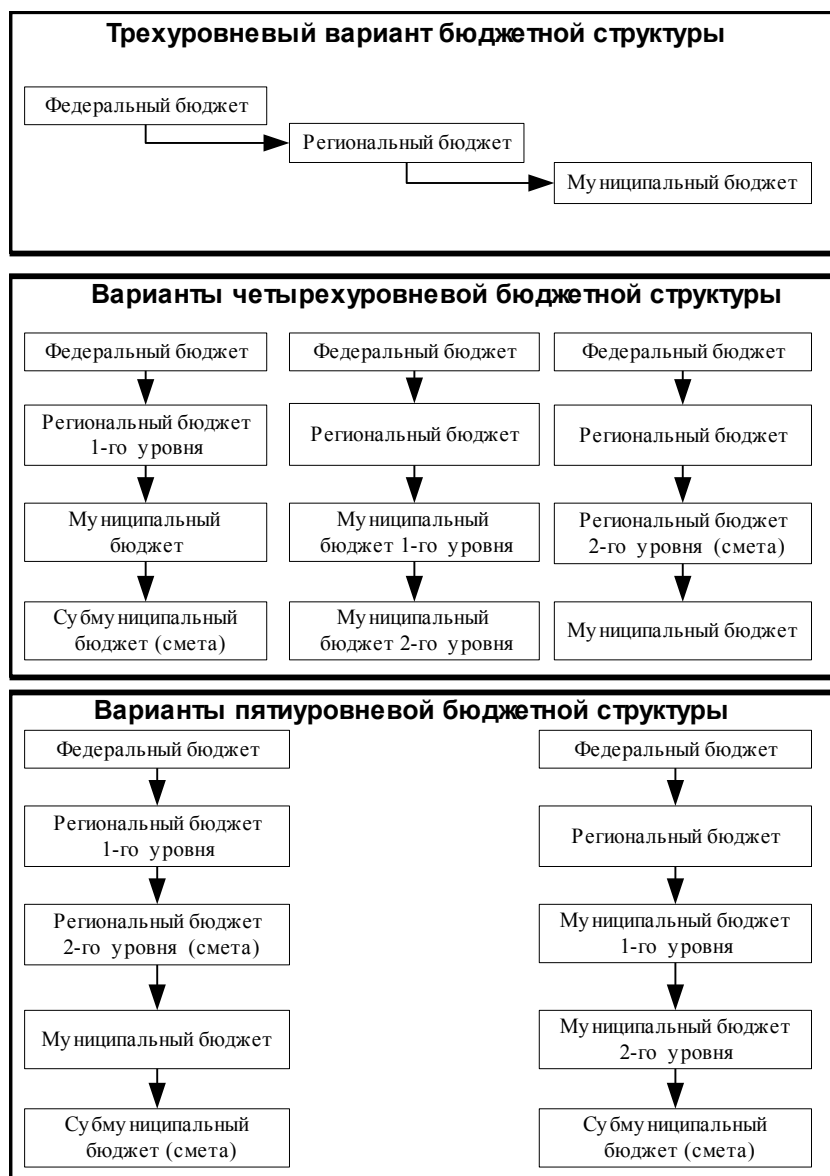 Трехуровневый вариант бюджетной структуры
Федеральный бюджет
Региональный бюджет
Муниципальный бюджет
Варианты четырехуровневой бюджетной структуры
Федеральный бюджет
Региональный бюджет
1-го уровня
Муниципальный
бюджет
Субмуниципальный
бюджет (смета)
Федеральный бюджет
Региональный бюджет
Муниципальный
бюджет 1-го уровня
Муниципальный
бюджет 2-го уровня
Федеральный бюджет
Региональный бюджет
Региональный бюджет
2-го уровня (смета)
Муниципальный бюджет
Варианты пятиуровневой бюджетной структуры
Федеральный бюджет
Региональный бюджет
1-го уровня
Региональный бюджет
2-го уровня (смета)
Муниципальный бюджет
Субмуниципальный
бюджет (смета)
Федеральный бюджет
Региональный бюджет
Муниципальный бюджет
1-го уровня
Муниципальный бюджет
2-го уровня
Субмуниципальный
бюджет (смета)